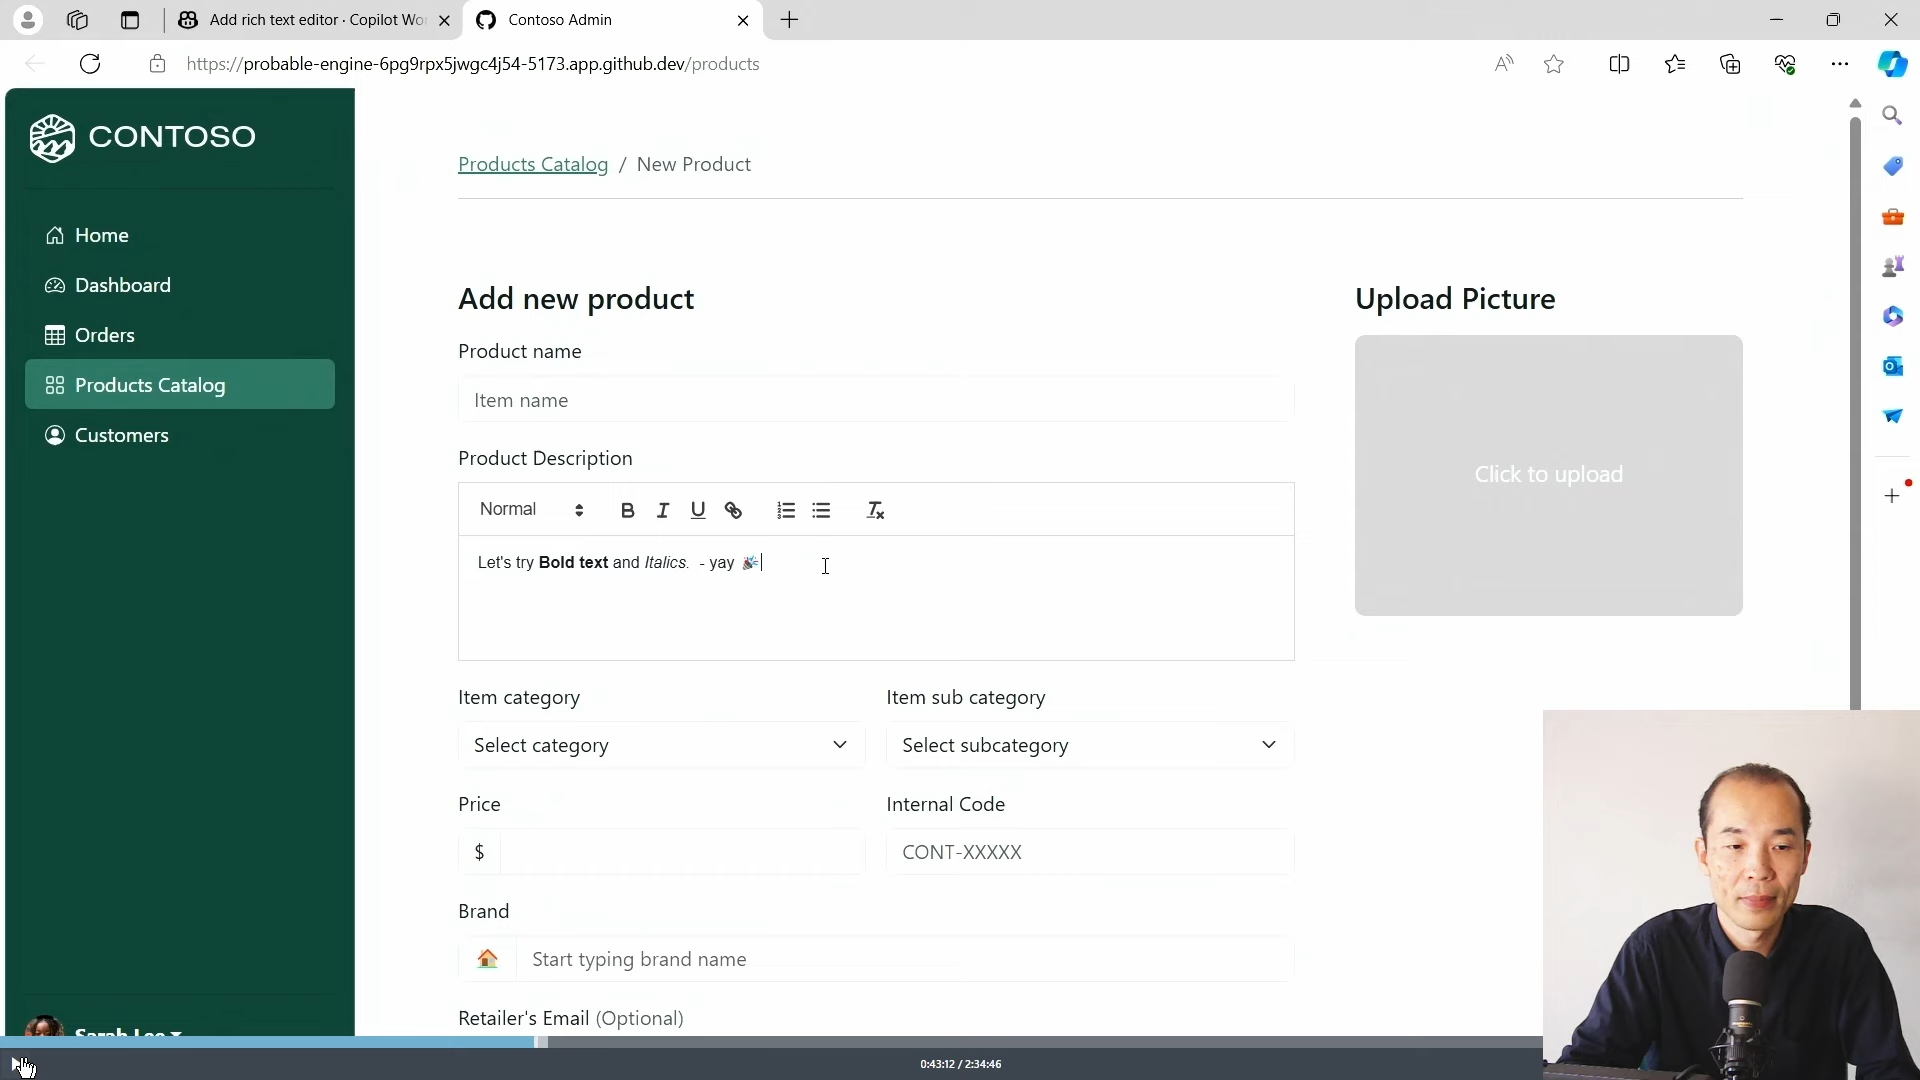 Add rich text editor · Copilot Wo
Contoso Admin
https://probable-engine-6pg9rpx5jwgc4j54-5173.app.github.dev/products
CONTOSO
Home
Dashboard
Orders
Products Catalog
Customers
Sarah Lee
Products Catalog / New Product
Add new product
Product name
Item name
Product Description
Normal
Let's try Bold text and Italics. - yay 🎉
Item category
Item sub category
Select category
Select subcategory
Price
Internal Code
$
CONT-XXXXX
Brand
Start typing brand name
Retailer's Email (Optional)
Upload Picture
Click to upload
0:43:12 / 2:34:46